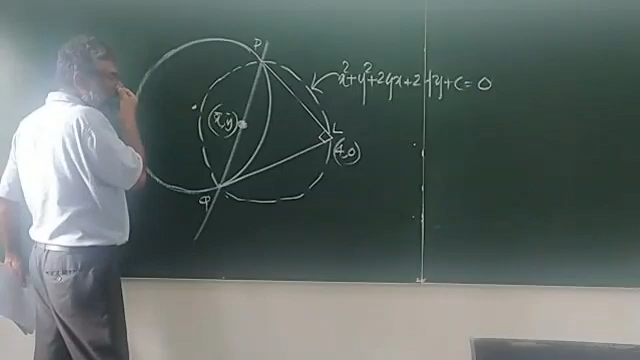 P
x²+y²+2gx+2fy+c=0
(x̄,ȳ)
L
(4,0)
Q